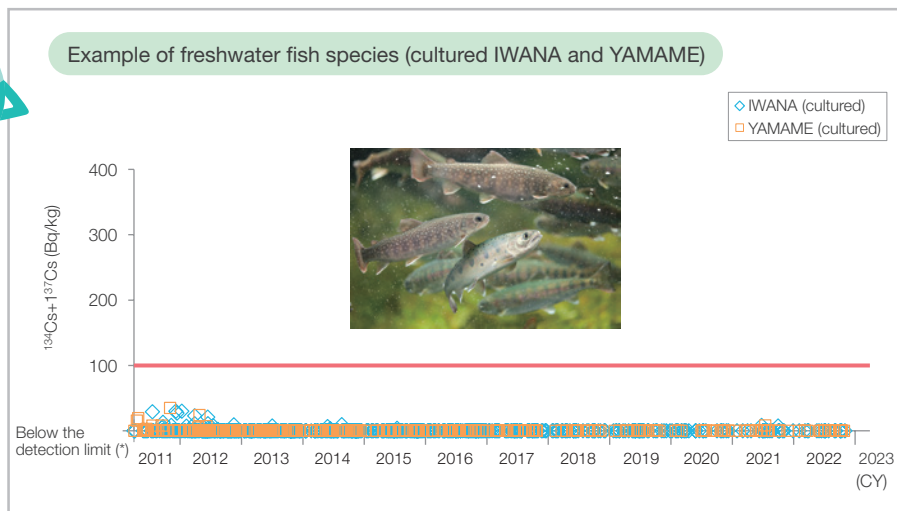 Example of freshwater fish species (cultured IWANA and YAMAME)
IWANA (cultured)
YAMAME (cultured)
134Cs+137Cs (Bq/kg)
400
300
200
100
Below the
detection limit (*)
2011 2012 2013 2014 2015 2016 2017 2018 2019 2020 2021 2022 2023
(CY)